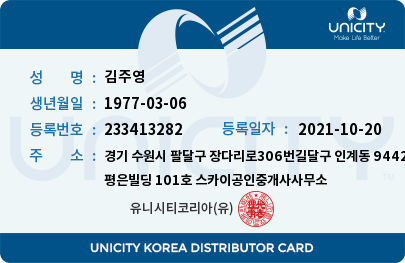 UNICITY
Make Life Better
성 명 : 김주영
생년월일 : 1977-03-06
등록번호 : 233413282 등록일자 : 2021-10-20
주 소 : 경기 수원시 팔달구 장다리로306번길달구 인계동 9442
평은빌딩 101호 스카이공인중개사사무소
유니시티코리아(유)
UNICITY
UNICITY KOREA DISTRIBUTOR CARD